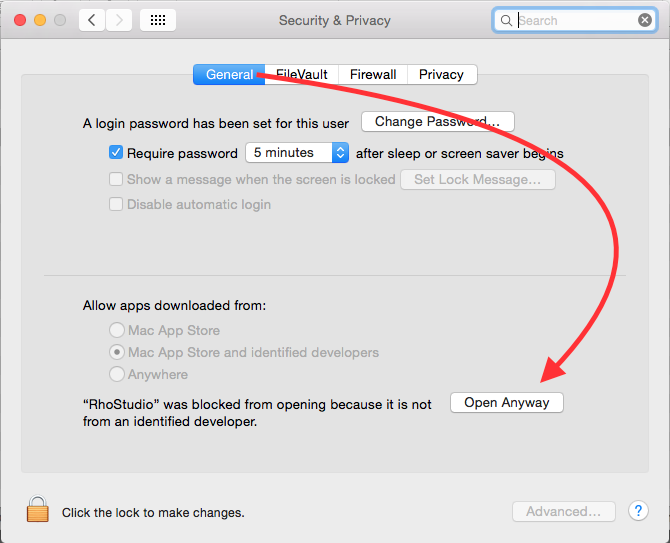 Security & Privacy
Search
General FileVault Firewall Privacy
A login password has been set for this user Change Password...
Require password 5 minutes after sleep or screen saver begins
Show a message when the screen is locked Set Lock Message...
Disable automatic login
Allow apps downloaded from:
Mac App Store
Mac App Store and identified developers
Anywhere
“RhoStudio” was blocked from opening because it is not Open Anyway
from an identified developer.
Click the lock to make changes. Advanced... ?